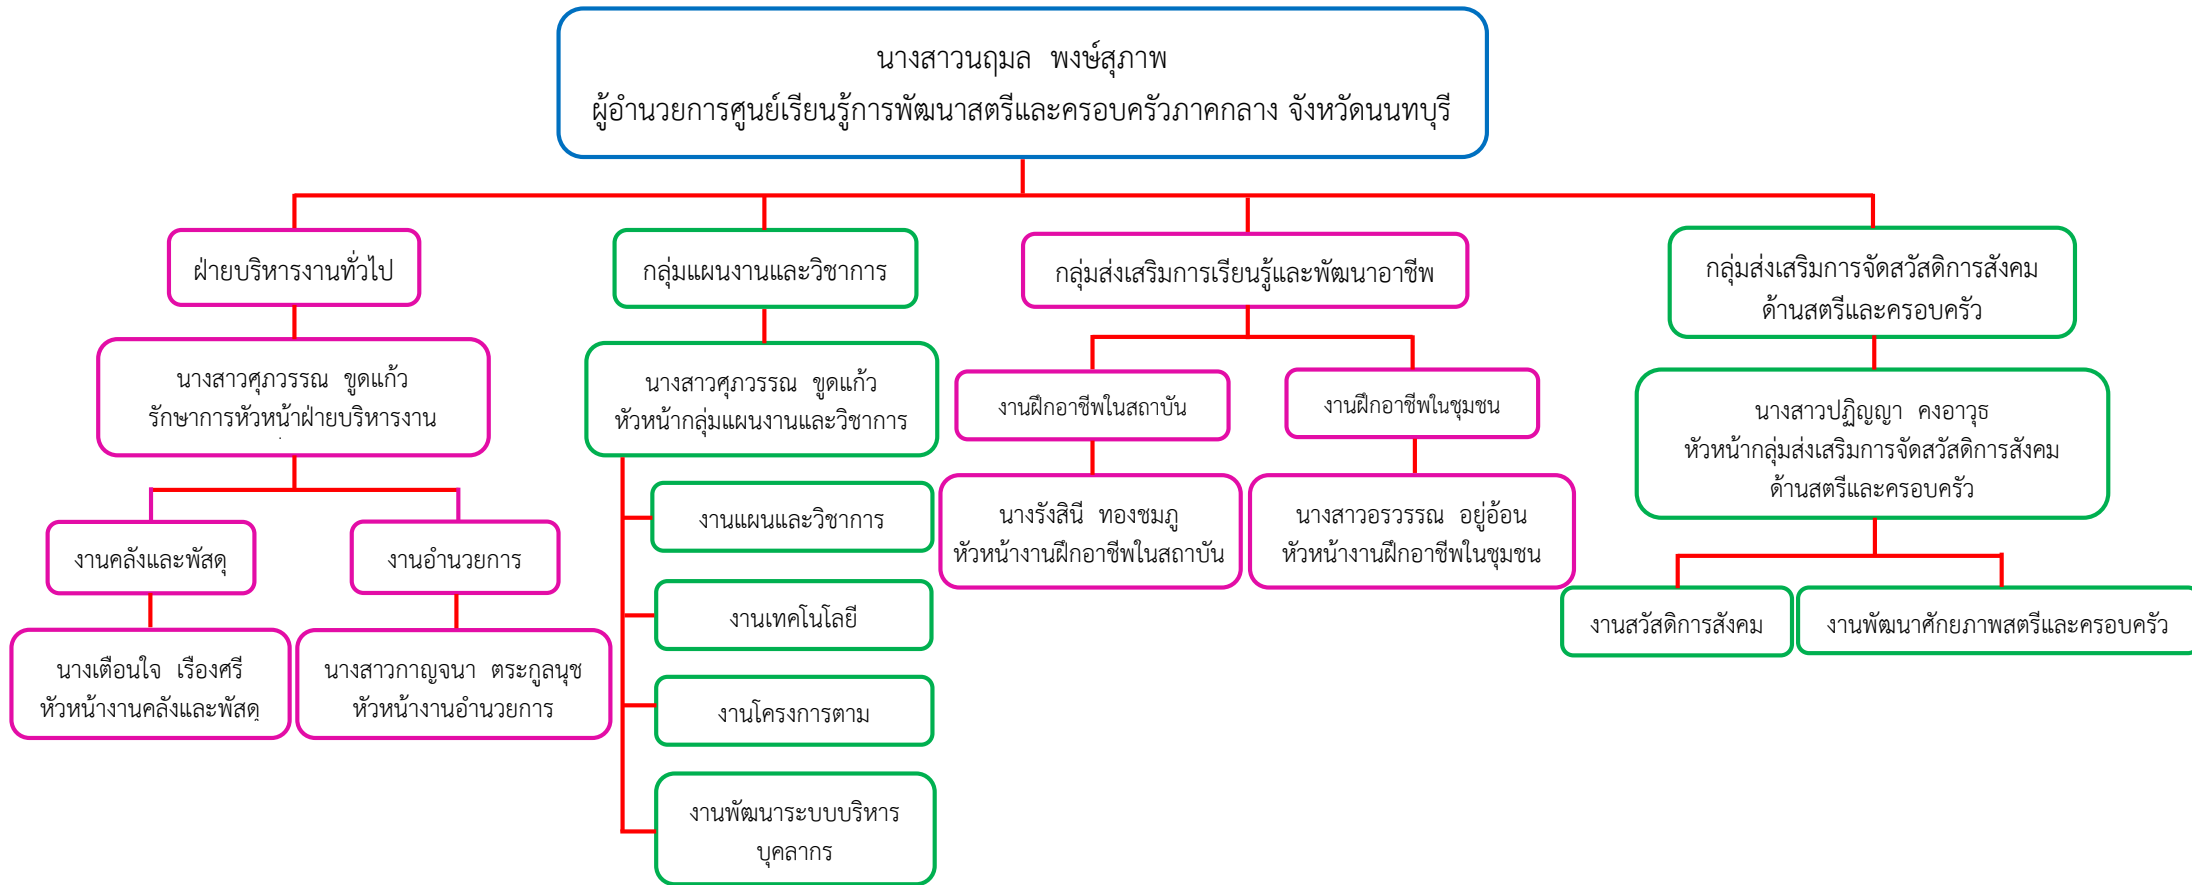 นางสาวนฤมล พงษ์สุภาพ
ผู้อำนวยการศูนย์เรียนรู้การพัฒนาสตรีและครอบครัวภาคกลาง จังหวัดนนทบุรี
ฝ่ายบริหารงานทั่วไป
กลุ่มแผนงานและวิชาการ
กลุ่มส่งเสริมการเรียนรู้และพัฒนาอาชีพ
กลุ่มส่งเสริมการจัดสวัสดิการสังคม
ด้านสตรีและครอบครัว
นางสาวศุภวรรณ ขูดแก้ว
รักษาการหัวหน้าฝ่ายบริหารงาน
นางสาวศุภวรรณ ขูดแก้ว
หัวหน้ากลุ่มแผนงานและวิชาการ
งานฝึกอาชีพในสถาบัน
งานฝึกอาชีพในชุมชน
นางสาวปฏิญญา คงอาวุธ
หัวหน้ากลุ่มส่งเสริมการจัดสวัสดิการสังคม
ด้านสตรีและครอบครัว
งานคลังและพัสดุ
งานอำนวยการ
งานแผนและวิชาการ
นางรังสินี ทองชมภู
หัวหน้างานฝึกอาชีพในสถาบัน
นางสาวอรวรรณ อยู่อ้อน
หัวหน้างานฝึกอาชีพในชุมชน
งานเทคโนโลยี
งานสวัสดิการสังคม
งานพัฒนาศักยภาพสตรีและครอบครัว
นางเตือนใจ เรืองศรี
หัวหน้างานคลังและพัสดุ
นางสาวกาญจนา ตระกูลนุช
หัวหน้างานอำนวยการ
งานโครงการตาม
งานพัฒนาระบบบริหาร
บุคลากร